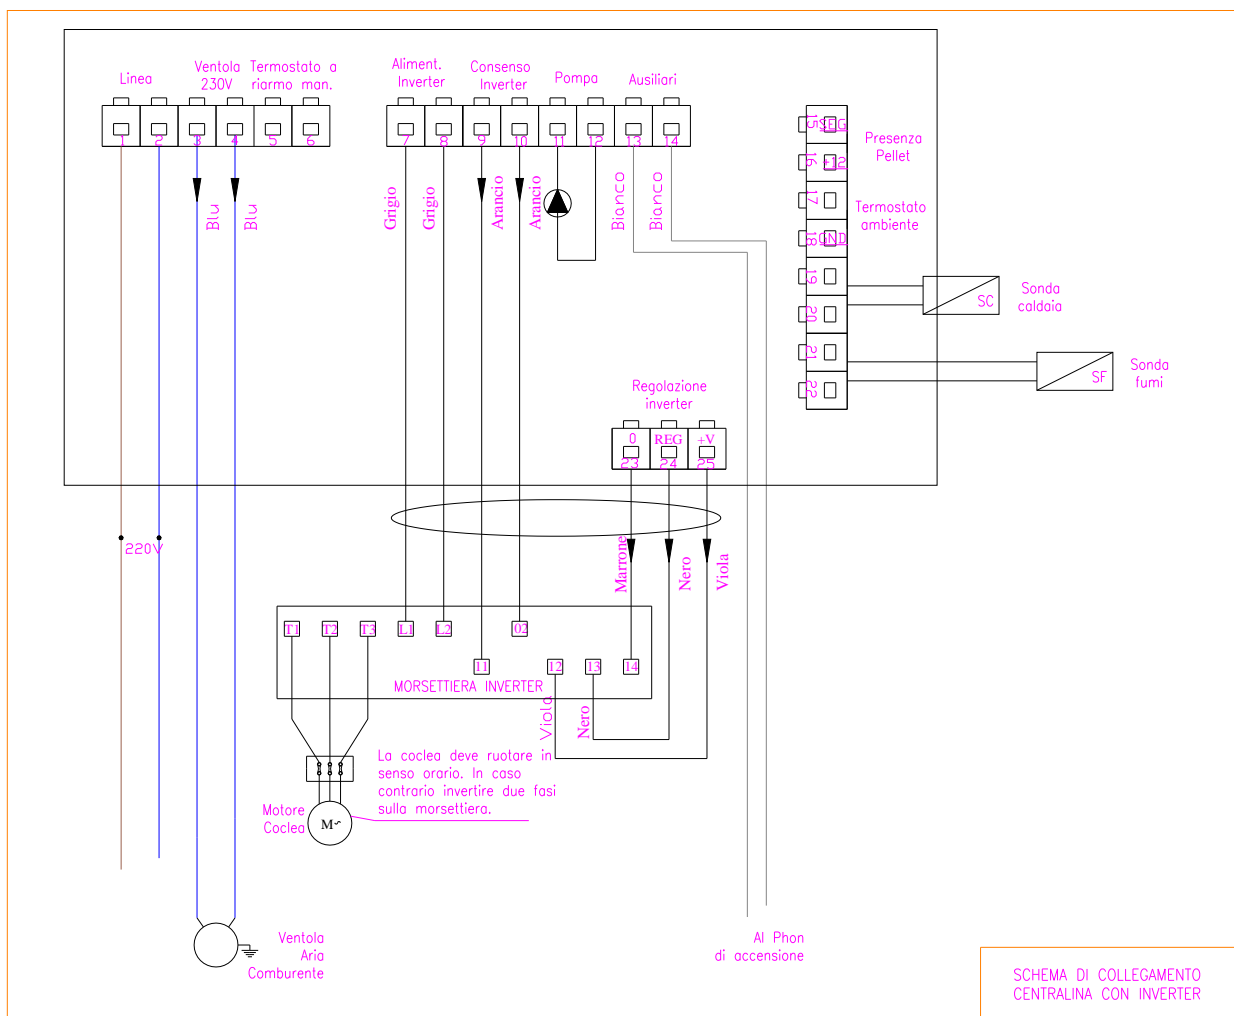 Linea
Ventola
230V
Termostato a
riarmo man.
Aliment.
Inverter
Consenso
Inverter
Pompa
Ausiliari
1
2
3
4
5
6
7
8
9
10
11
12
13
14
Blu
Blu
Grigio
Grigio
Arancio
Arancio
Bianco
Bianco
15 SEG
16 +12
17
18 GND
19
20
21
22
Presenza
Pellet
Termostato
ambiente
SC
Sonda
caldaia
SF
Sonda
fumi
Regolazione
inverter
0
REG
+V
23
24
25
220V
Marrone
Nero
Viola
T1
T2
T3
L1
L2
02
11
12
13
14
MORSETTIERA INVERTER
Viola
Nero
La coclea deve ruotare in
senso orario. In caso
contrario invertire due fasi
sulla morsettiera.
Motore
Coclea
M~
Ventola
Aria
Comburente
Al Phon
di accensione
SCHEMA DI COLLEGAMENTO
CENTRALINA CON INVERTER